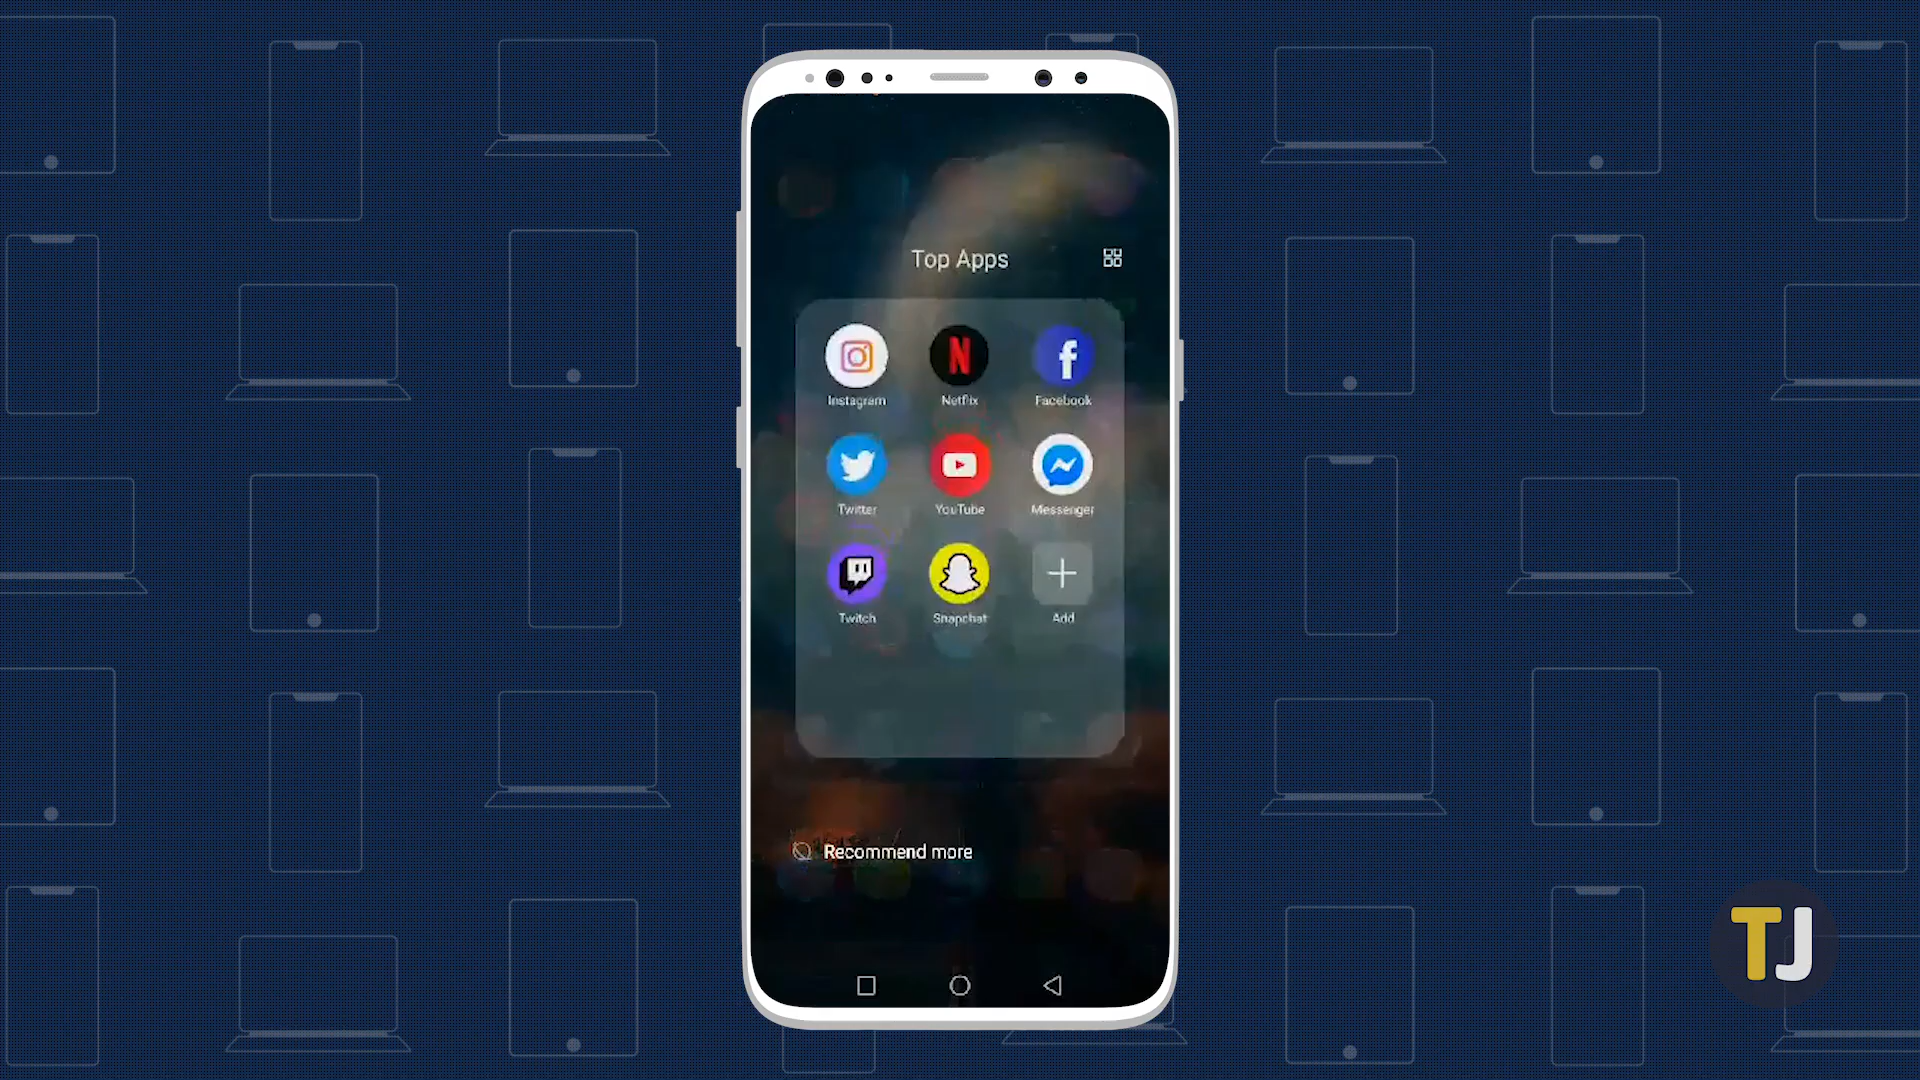 Top Apps
Instagram
Netflix
Facebook
Twitter
YouTube
Messenger
Twitch
Snapchat
Add
Recommend more
TJ